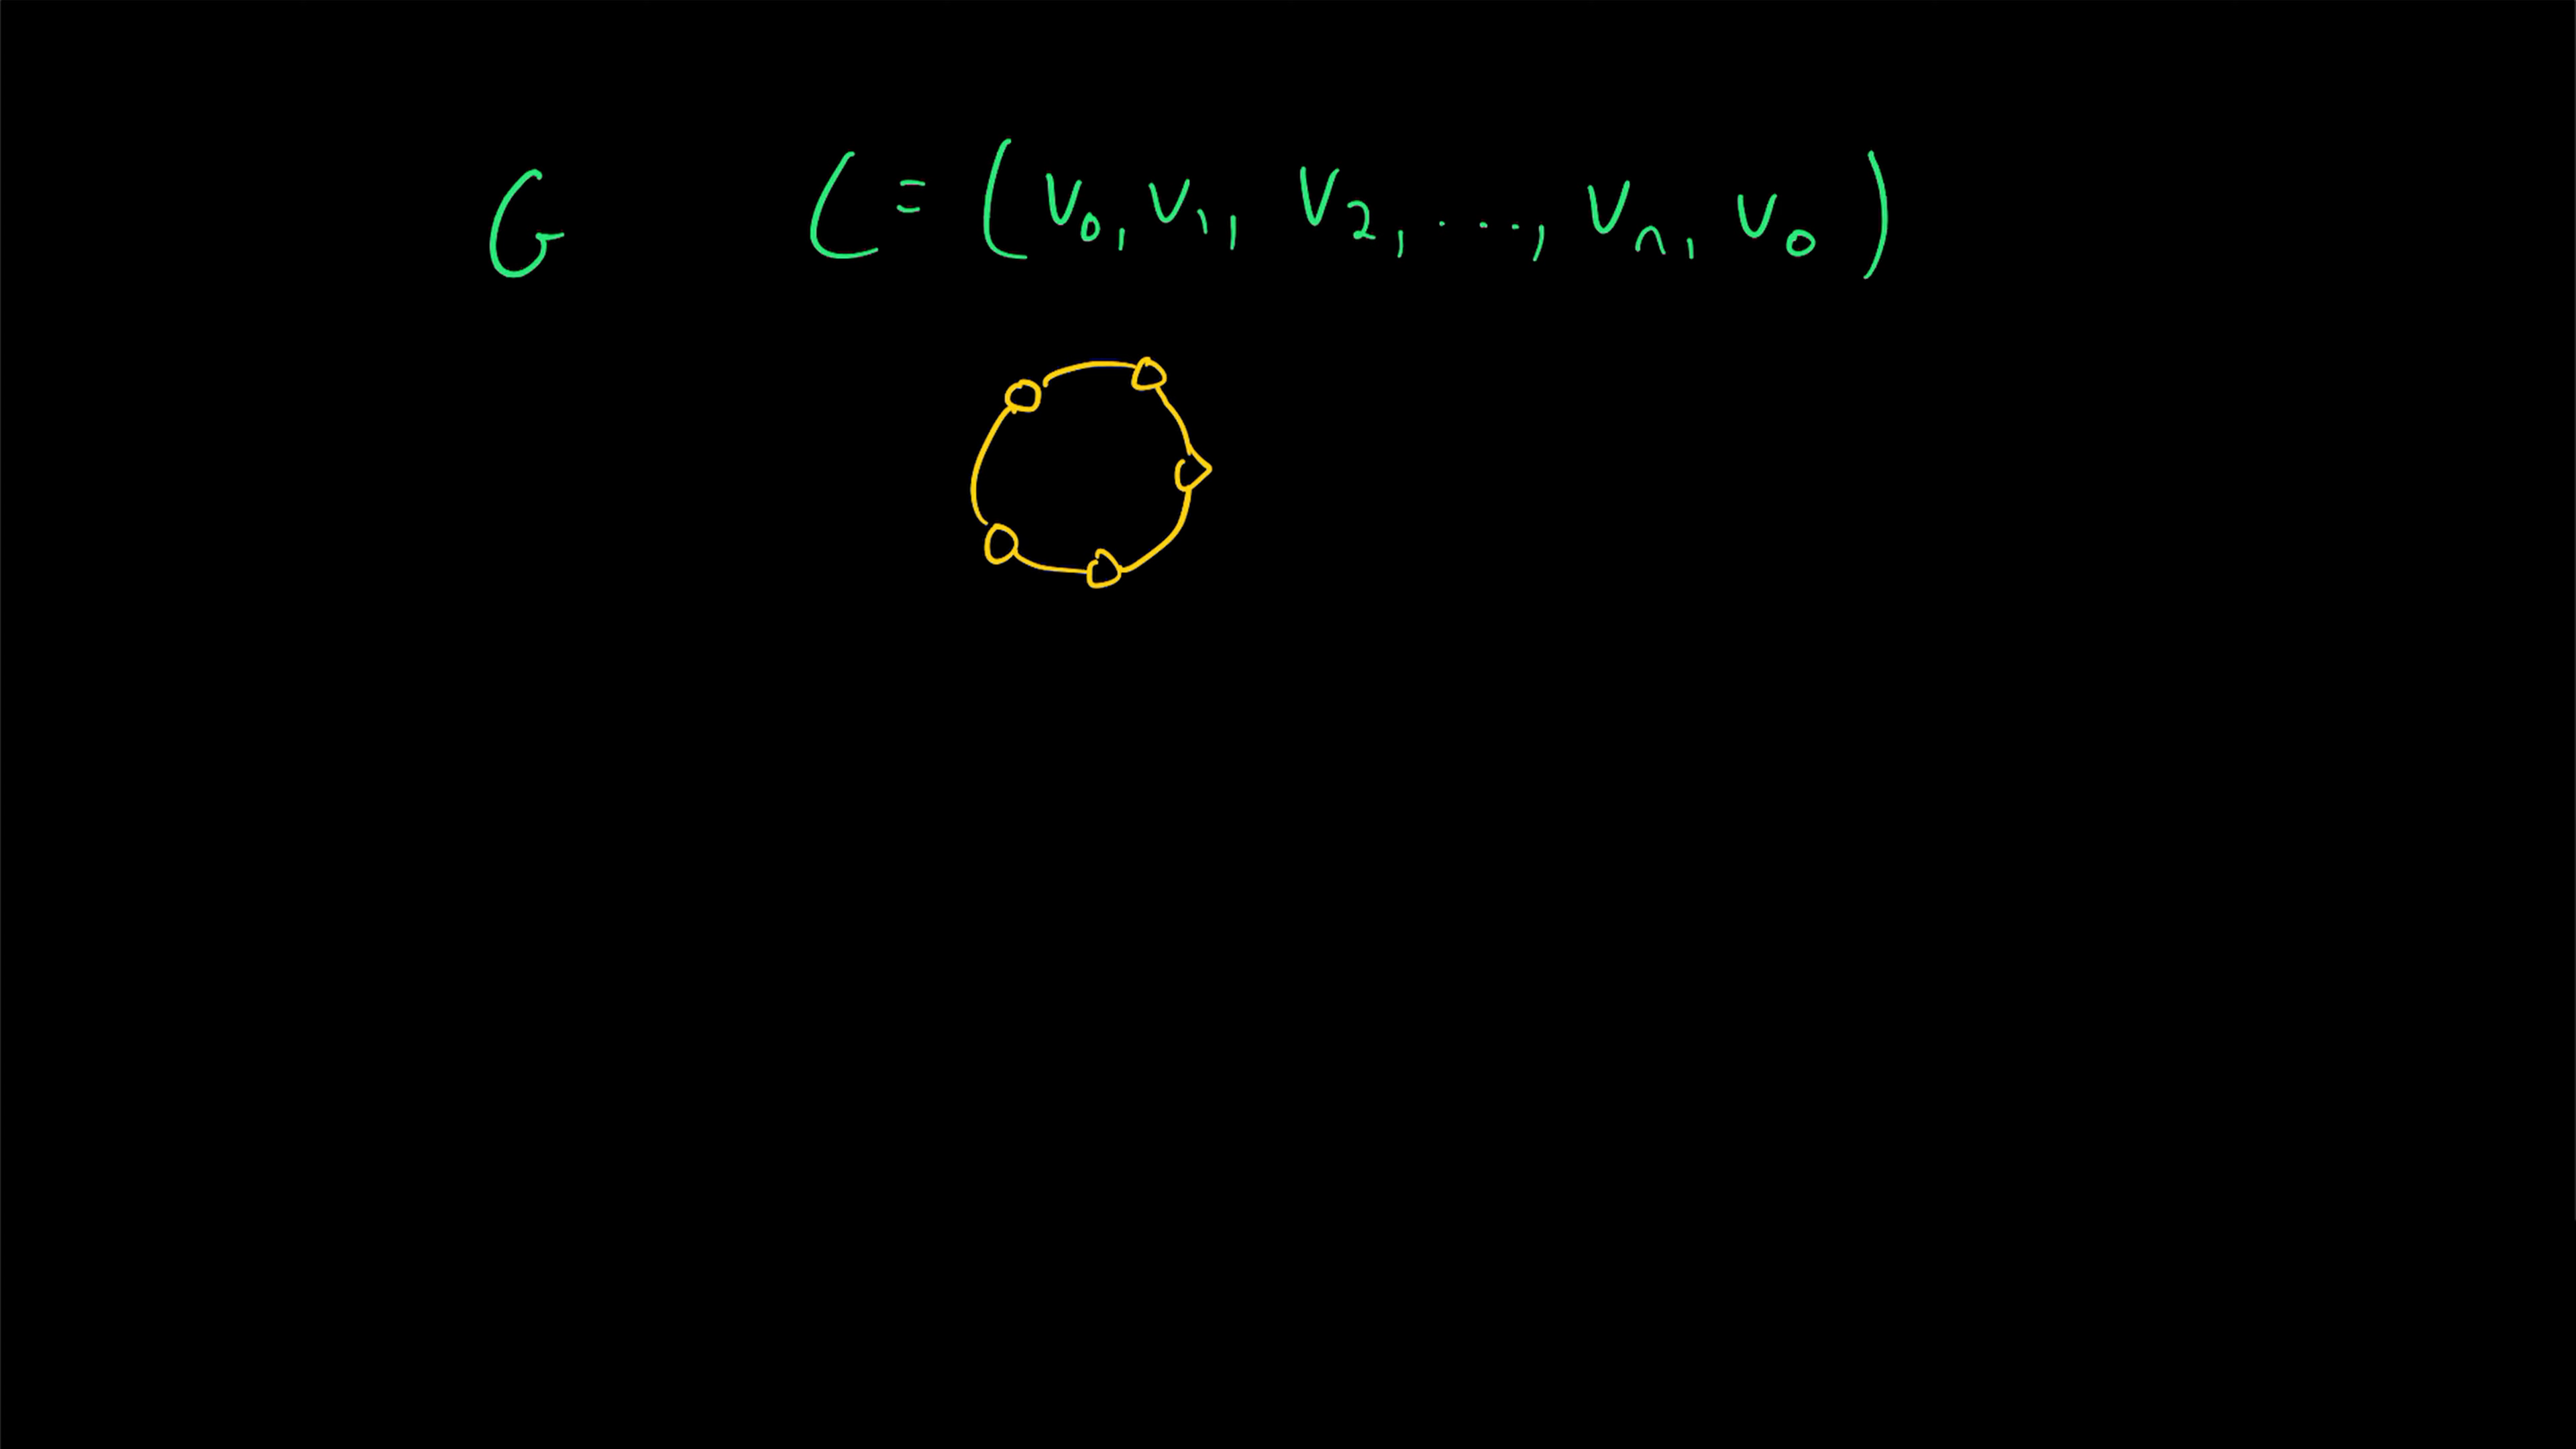 G C = (v₀, v₁, v₂, ..., vₙ, v₀)